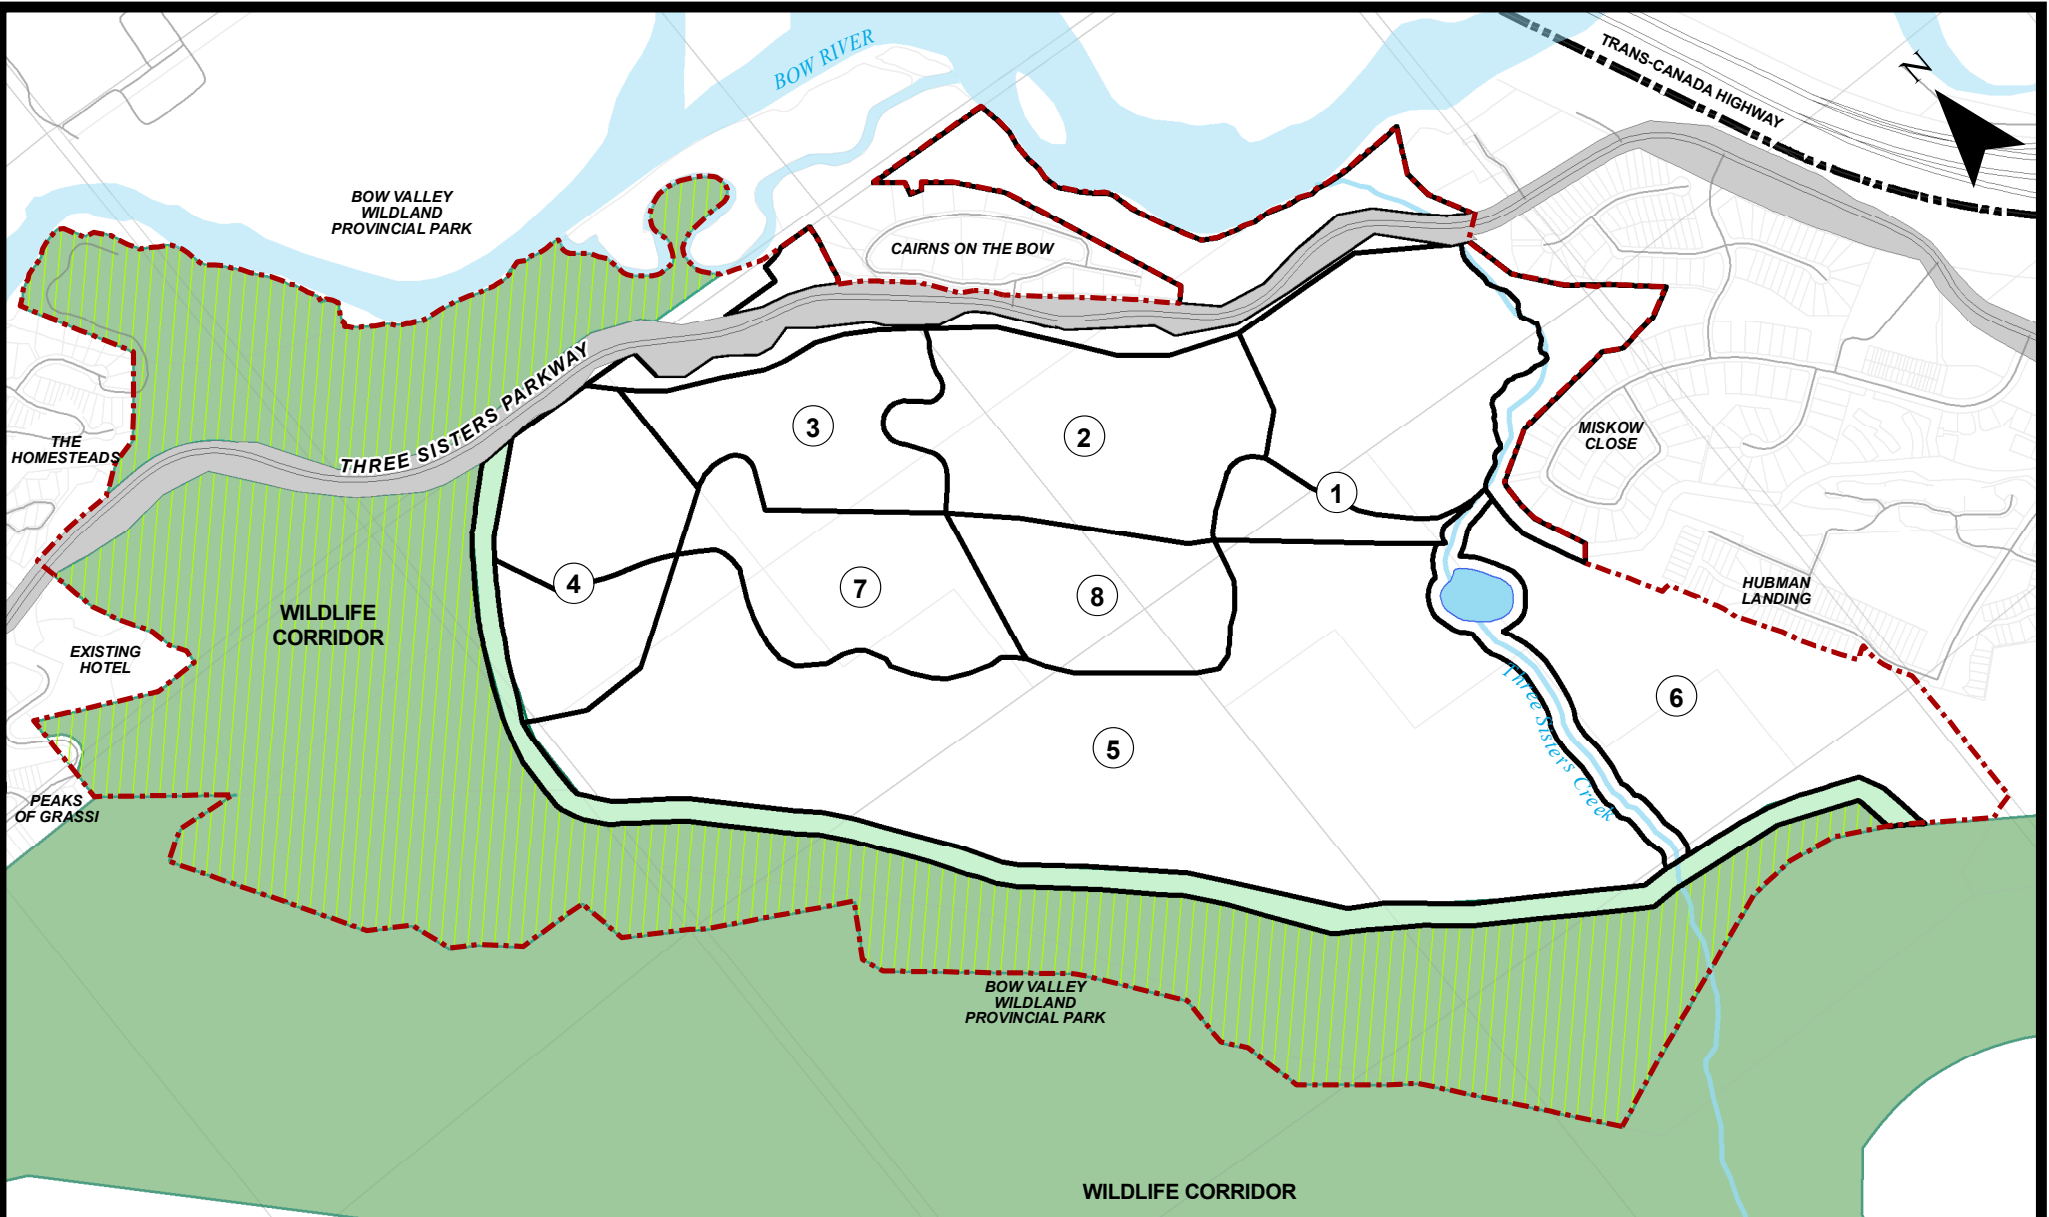 BOW RIVER
TRANS-CANADA HIGHWAY
N
BOW VALLEY
WILDLAND
PROVINCIAL PARK
CAIRNS ON THE BOW
THREE SISTERS PARKWAY
THE
HOMESTEADS
MISKOW
CLOSE
3
2
1
4
7
8
HUBMAN
LANDING
WILDLIFE
CORRIDOR
EXISTING
HOTEL
6
5
Three Sisters Creek
PEAKS
OF GRASSI
BOW VALLEY
WILDLAND
PROVINCIAL PARK
WILDLIFE CORRIDOR